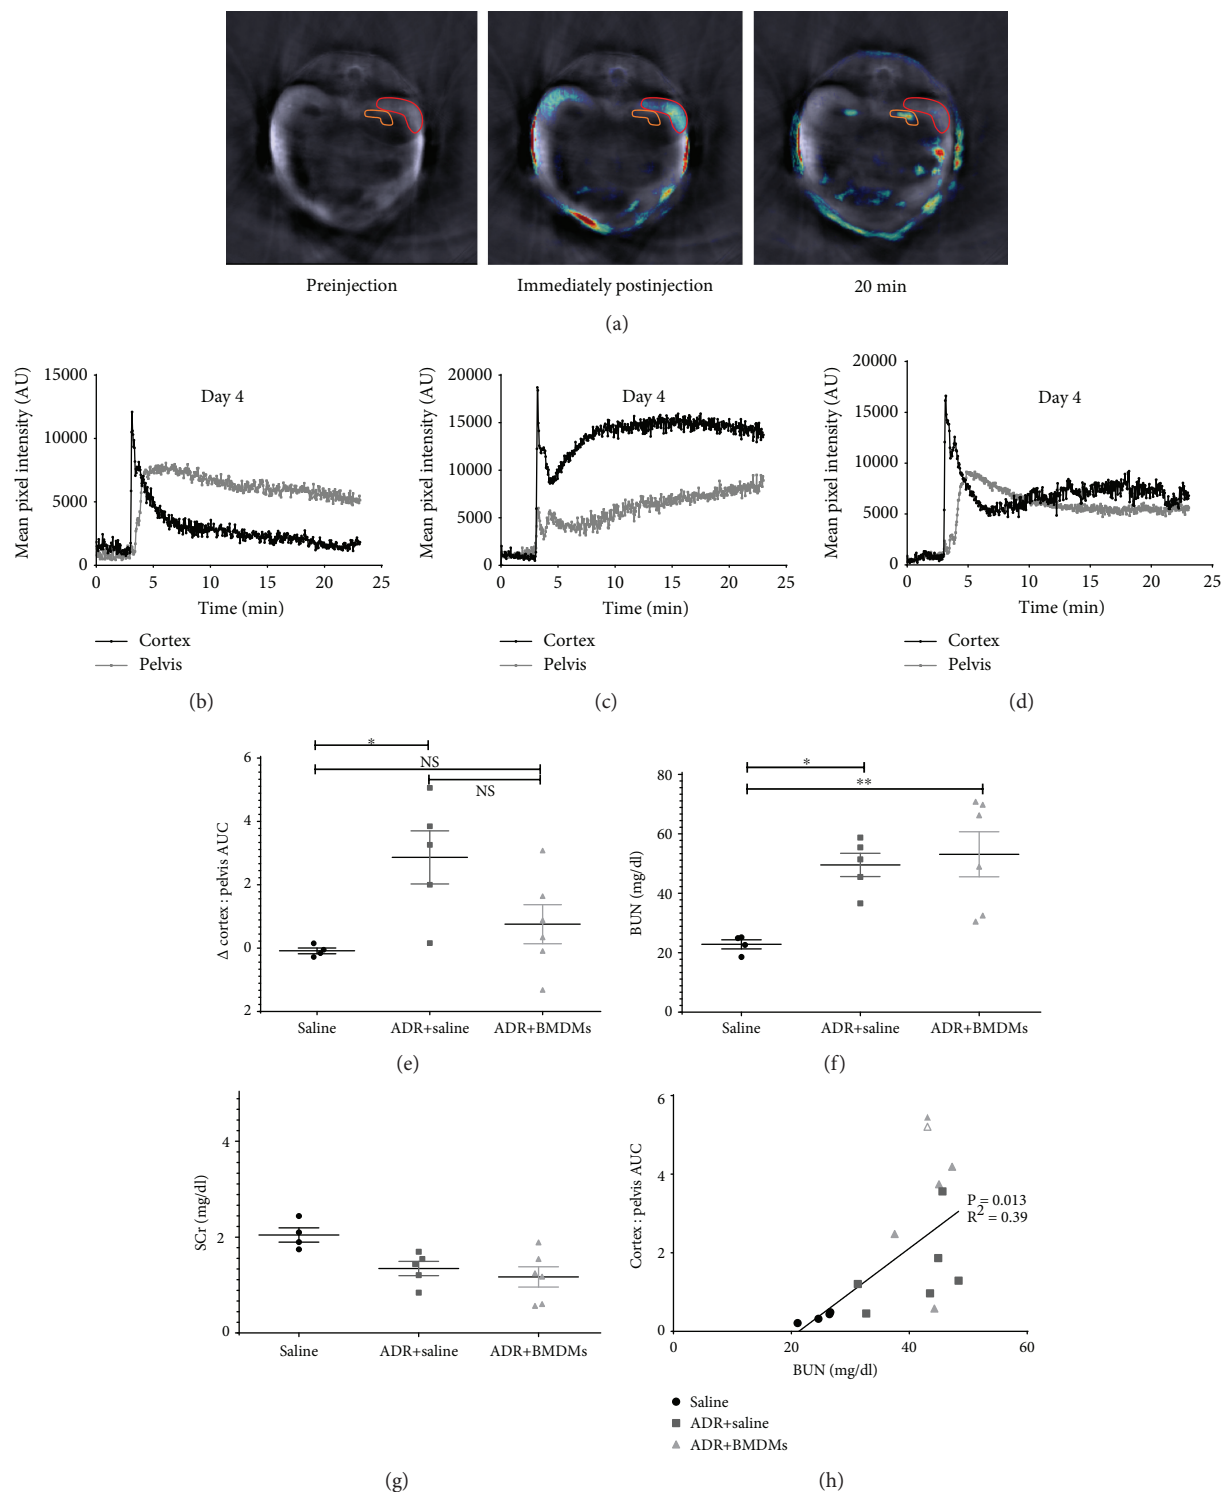 Preinjection
Immediately postinjection
20 min
(a)
Mean pixel intensity (AU)
15000
10000
5000
0
Day 4
0 5 10 15 20 25
Time (min)
Cortex
Pelvis
(b)
Mean pixel intensity (AU)
20000
15000
10000
5000
0
Day 4
0 5 10 15 20 25
Time (min)
Cortex
Pelvis
(c)
Mean pixel intensity (AU)
20000
15000
10000
5000
0
Day 4
0 5 10 15 20 25
Time (min)
Cortex
Pelvis
(d)
Δ cortex : pelvis AUC
6
4
2
0
2
*
NS
NS
Saline ADR+saline ADR+BMDMs
(e)
BUN (mg/dl)
80
60
40
20
0
*
**
Saline ADR+saline ADR+BMDMs
(f)
SCr (mg/dl)
4
2
0
Saline ADR+saline ADR+BMDMs
(g)
Cortex : pelvis AUC
6
4
2
0
P = 0.013
R2 = 0.39
0 20 40 60
BUN (mg/dl)
Saline
ADR+saline
ADR+BMDMs
(h)